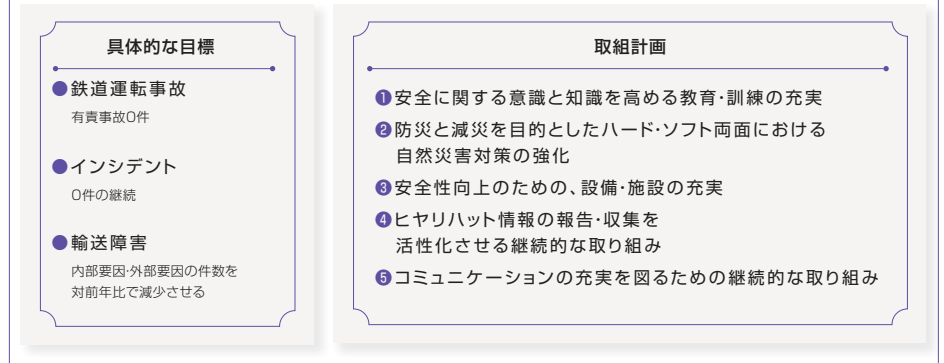 具体的な目標
●鉄道運転事故
有責事故0件
●インシデント
0件の継続
●輸送障害
内部要因・外部要因の件数を
対前年比で減少させる
取組計画
❶安全に関する意識と知識を高める教育・訓練の充実
❷防災と減災を目的としたハード・ソフト両面における
自然災害対策の強化
❸安全性向上のための、設備・施設の充実
❹ヒヤリハット情報の報告・収集を
活性化させる継続的な取り組み
❺コミュニケーションの充実を図るための継続的な取り組み